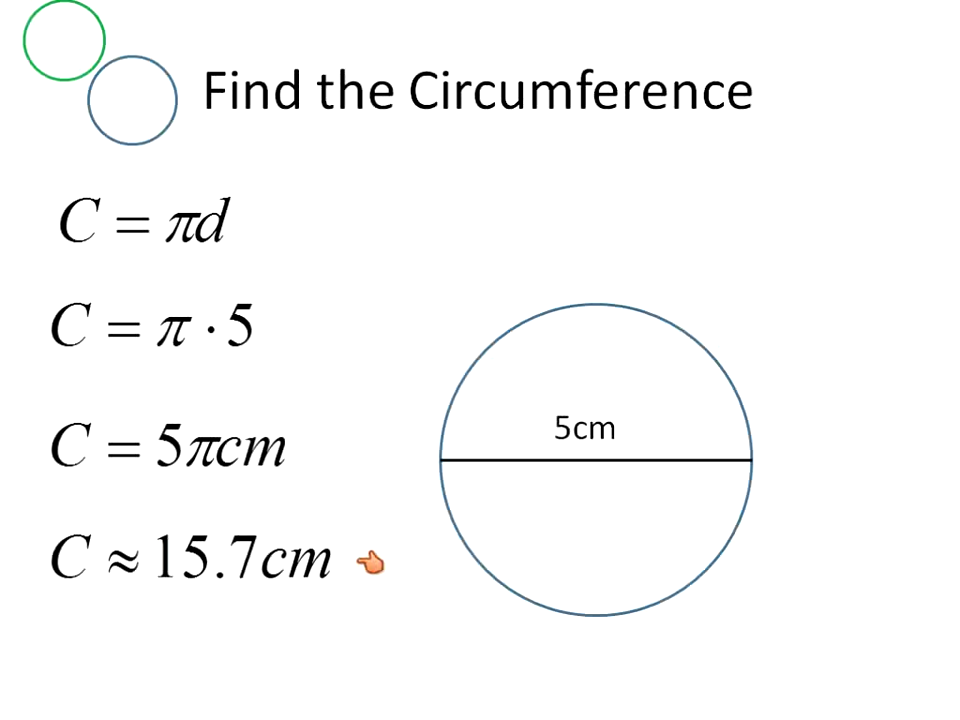 Find the Circumference
C = πd
C = π · 5
C = 5πcm
C ≈ 15.7cm
5cm